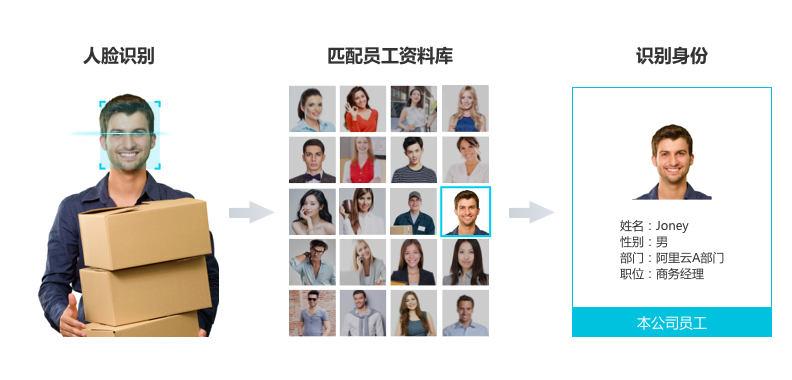 人脸识别
匹配员工资料库
识别身份
姓名：Joney
性别：男
部门：阿里云A部门
职位：商务经理
本公司员工